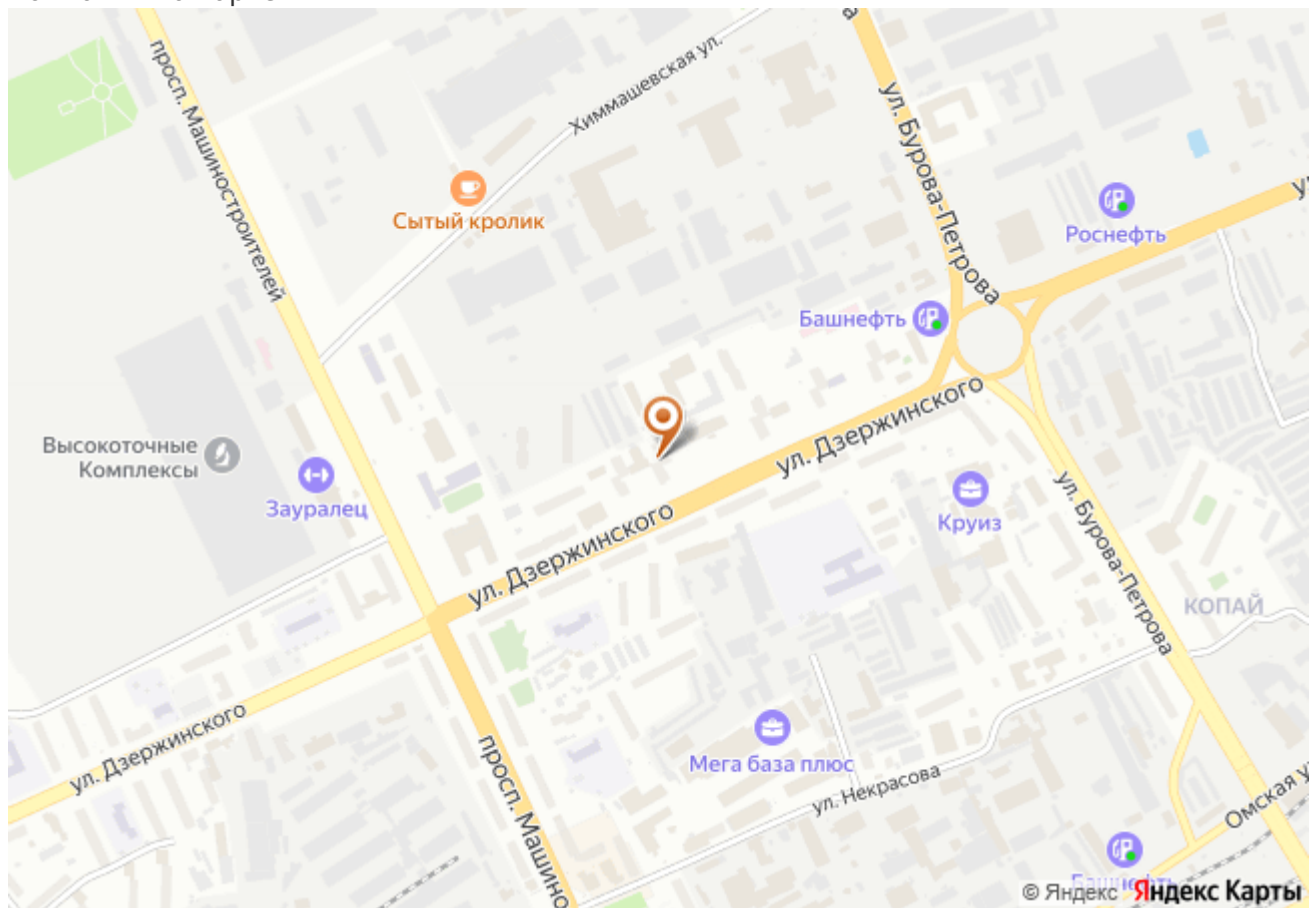 просп. Машиностроителей
Химмашевская ул.
ул. Бурова-Петрова
Сытый кролик
Роснефть
Башнефть
Высокоточные
Комплексы
Зауралец
ул. Дзержинского
ул. Дзержинского
Круиз
ул. Бурова-Петрова
КОПАЙ
ул. Дзержинского
просп. Машино
Мега база плюс
ул. Некрасова
Омская у
Башнефть
© Яндекс Яндекс Карты